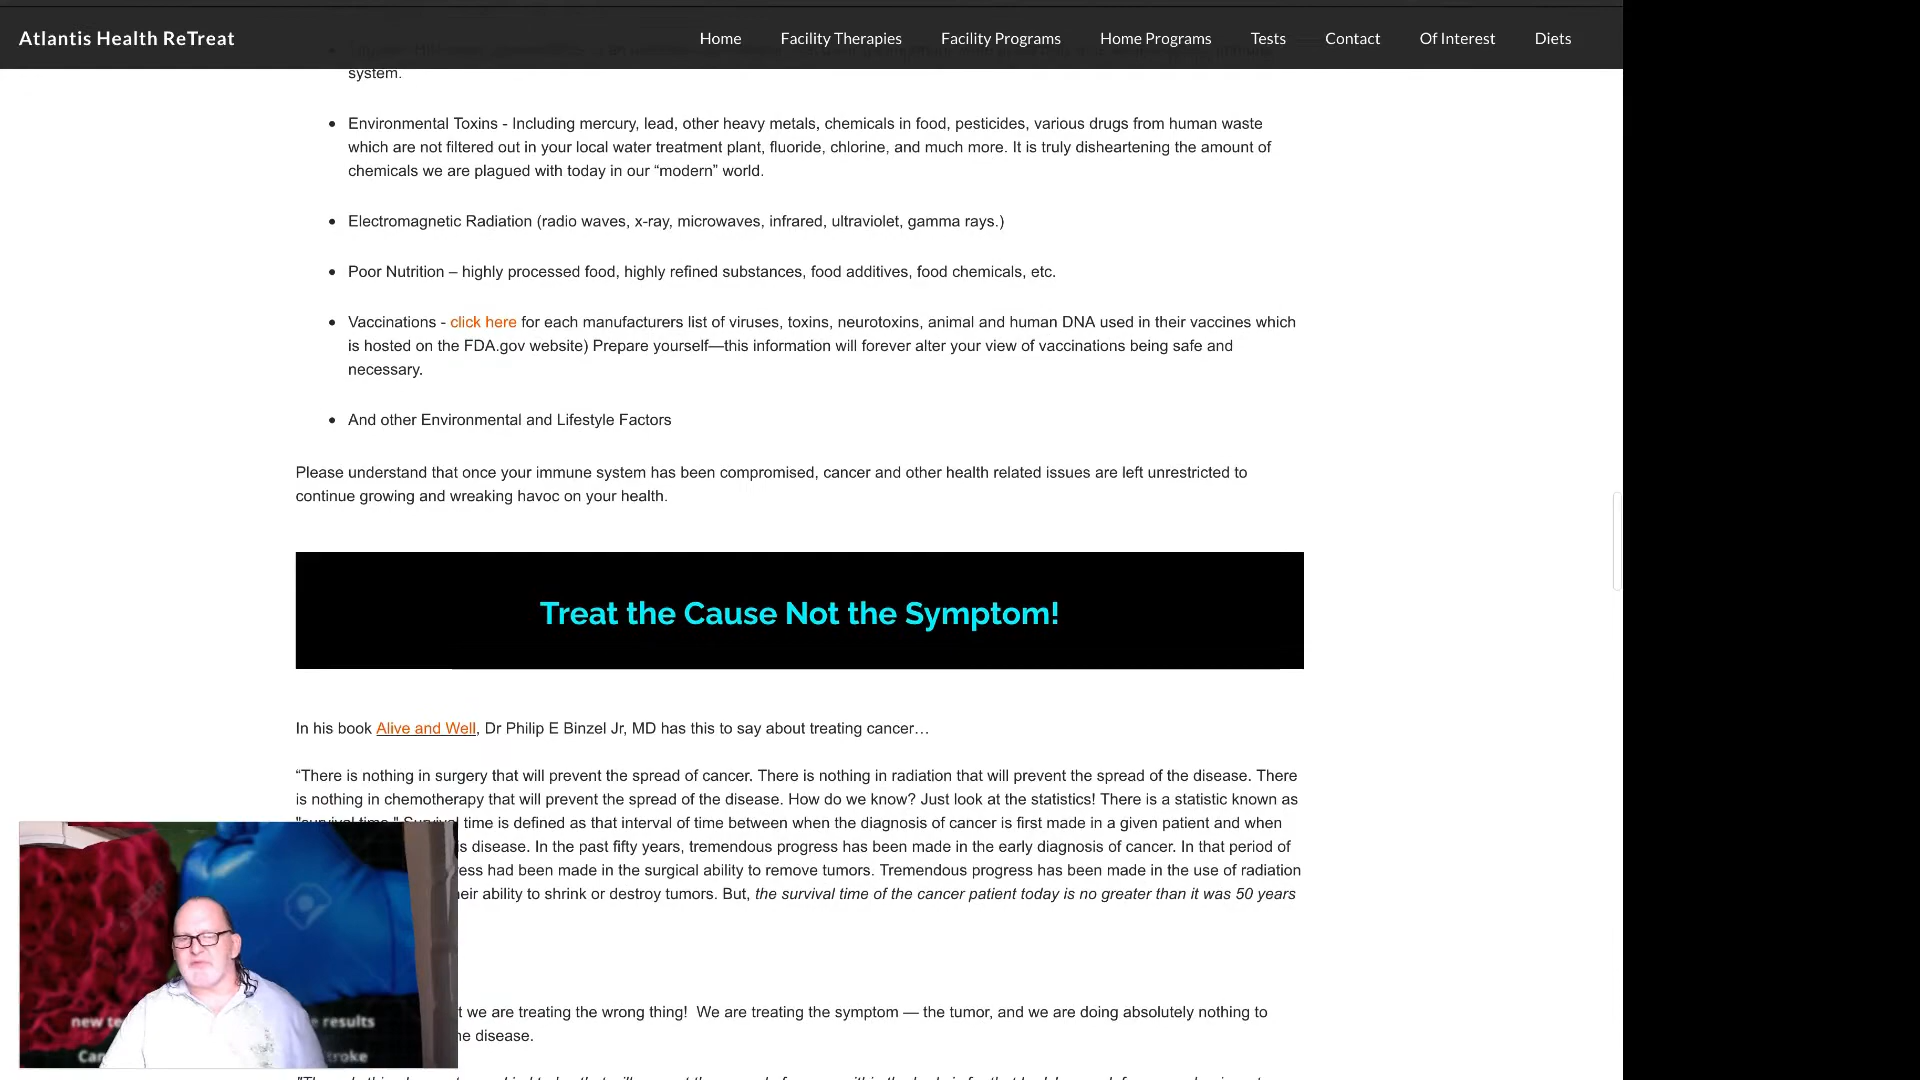 Atlantis Health ReTreat
Home Facility Therapies Facility Programs Home Programs Tests Contact Of Interest Diets
system.
• Environmental Toxins - Including mercury, lead, other heavy metals, chemicals in food, pesticides, various drugs from human waste
which are not filtered out in your local water treatment plant, fluoride, chlorine, and much more. It is truly disheartening the amount of
chemicals we are plagued with today in our “modern” world.
• Electromagnetic Radiation (radio waves, x-ray, microwaves, infrared, ultraviolet, gamma rays.)
• Poor Nutrition – highly processed food, highly refined substances, food additives, food chemicals, etc.
• Vaccinations - click here for each manufacturers list of viruses, toxins, neurotoxins, animal and human DNA used in their vaccines which
is hosted on the FDA.gov website) Prepare yourself—this information will forever alter your view of vaccinations being safe and
necessary.
• And other Environmental and Lifestyle Factors
Please understand that once your immune system has been compromised, cancer and other health related issues are left unrestricted to
continue growing and wreaking havoc on your health.
Treat the Cause Not the Symptom!
In his book Alive and Well, Dr Philip E Binzel Jr, MD has this to say about treating cancer…
“There is nothing in surgery that will prevent the spread of cancer. There is nothing in radiation that will prevent the spread of the disease. There
is nothing in chemotherapy that will prevent the spread of the disease. How do we know? Just look at the statistics! There is a statistic known as
"survival time." Survival time is defined as that interval of time between when the diagnosis of cancer is first made in a given patient and when
s disease. In the past fifty years, tremendous progress has been made in the early diagnosis of cancer. In that period of
ess had been made in the surgical ability to remove tumors. Tremendous progress has been made in the use of radiation
eir ability to shrink or destroy tumors. But, the survival time of the cancer patient today is no greater than it was 50 years
t we are treating the wrong thing! We are treating the symptom — the tumor, and we are doing absolutely nothing to
he disease.
new te
e results
Can
troke